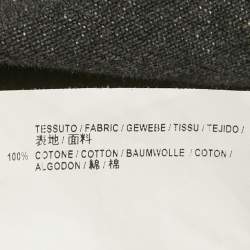 TESSUTO / FABRIC / GEWEBE / TISSU / TEJIDO /
表地 / 面料
100% COTONE / COTTON / BAUMWOLLE / COTON /
ALGODON / 綿 / 棉